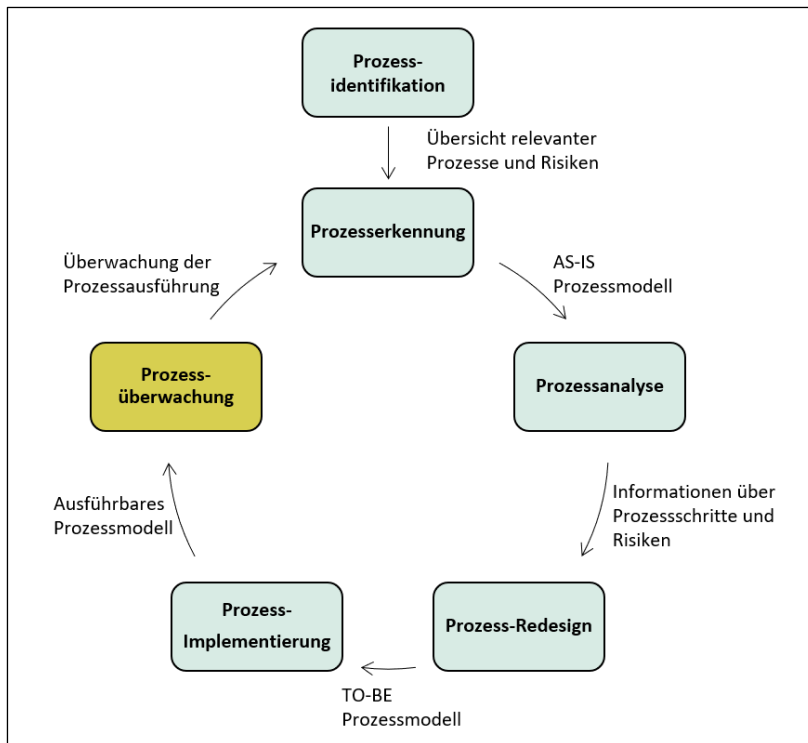 Prozess-
identifikation
Übersicht relevanter
Prozesse und Risiken
Prozesserkennung
Überwachung der
Prozessausführung
AS-IS
Prozessmodell
Prozess-
überwachung
Prozessanalyse
Ausführbares
Prozessmodell
Informationen über
Prozessschritte und
Risiken
Prozess-
Implementierung
Prozess-Redesign
TO-BE
Prozessmodell